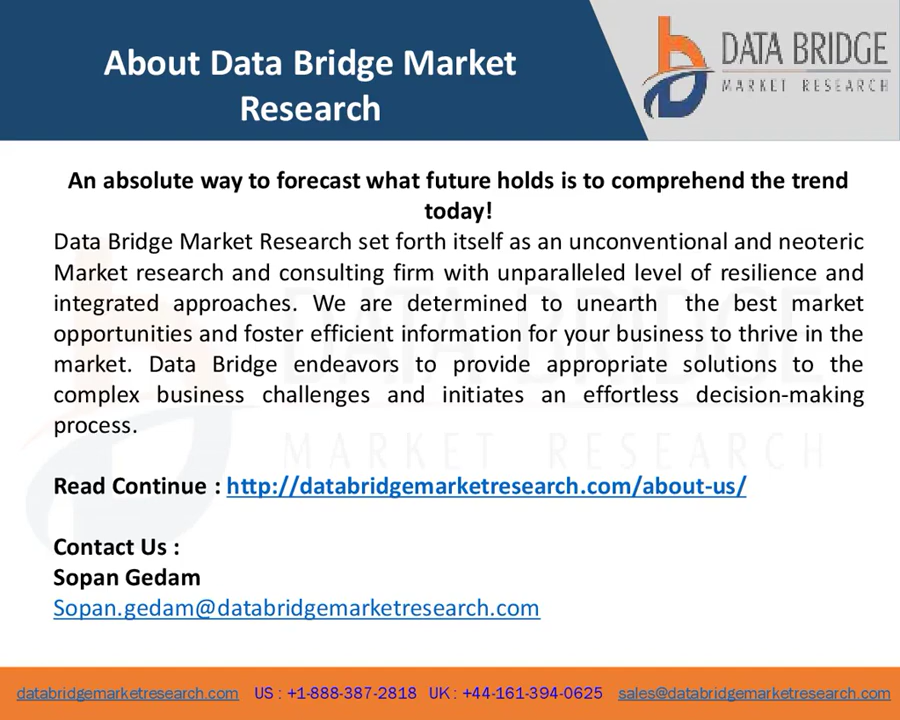 About Data Bridge Market
Research
DATA BRIDGE
MARKET RESEARCH
An absolute way to forecast what future holds is to comprehend the trend
today!
Data Bridge Market Research set forth itself as an unconventional and neoteric
Market research and consulting firm with unparalleled level of resilience and
integrated approaches. We are determined to unearth the best market
opportunities and foster efficient information for your business to thrive in the
market. Data Bridge endeavors to provide appropriate solutions to the
complex business challenges and initiates an effortless decision-making
process.
DATA BRIDGE
MARKET RESEARCH
Read Continue : http://databridgemarketresearch.com/about-us/
Contact Us :
Sopan Gedam
Sopan.gedam@databridgemarketresearch.com
databridgemarketresearch.com US : +1-888-387-2818 UK : +44-161-394-0625 sales@databridgemarketresearch.com